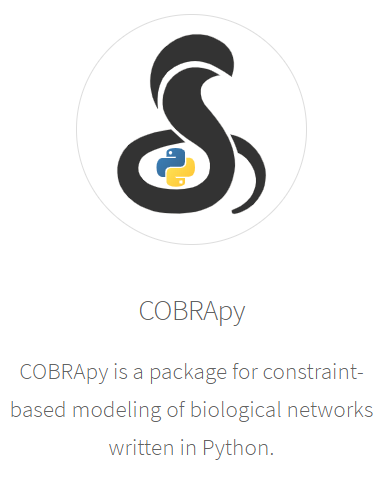 COBRApy
COBRApy is a package for constraint-
based modeling of biological networks
written in Python.